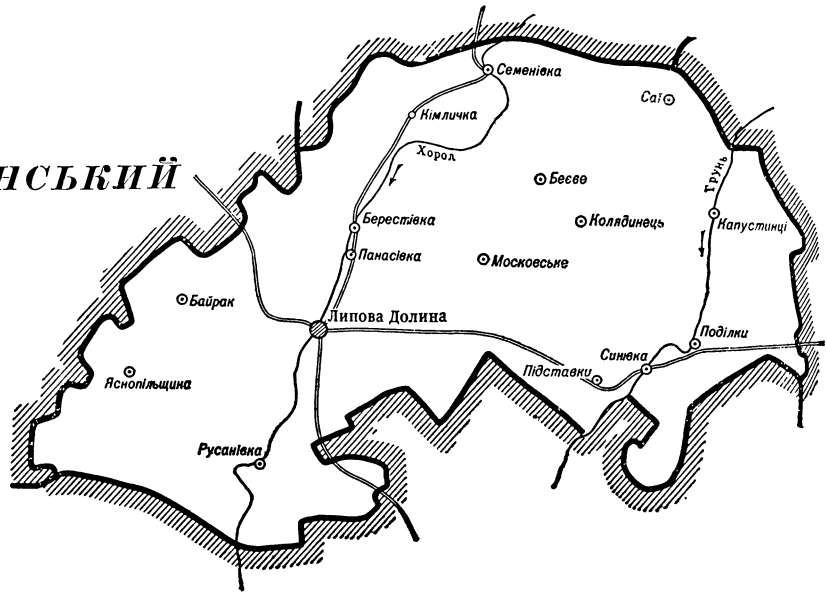 НСЬКИЙ
Семенівка
Саї
Кімличка
Хорол
Грунь
Беєве
Берестівка
Колядинець
Капустинці
Панасівка
Московське
Байрак
Липова Долина
Поділки
Синівка
Підставки
Яснопільщина
Русанівка